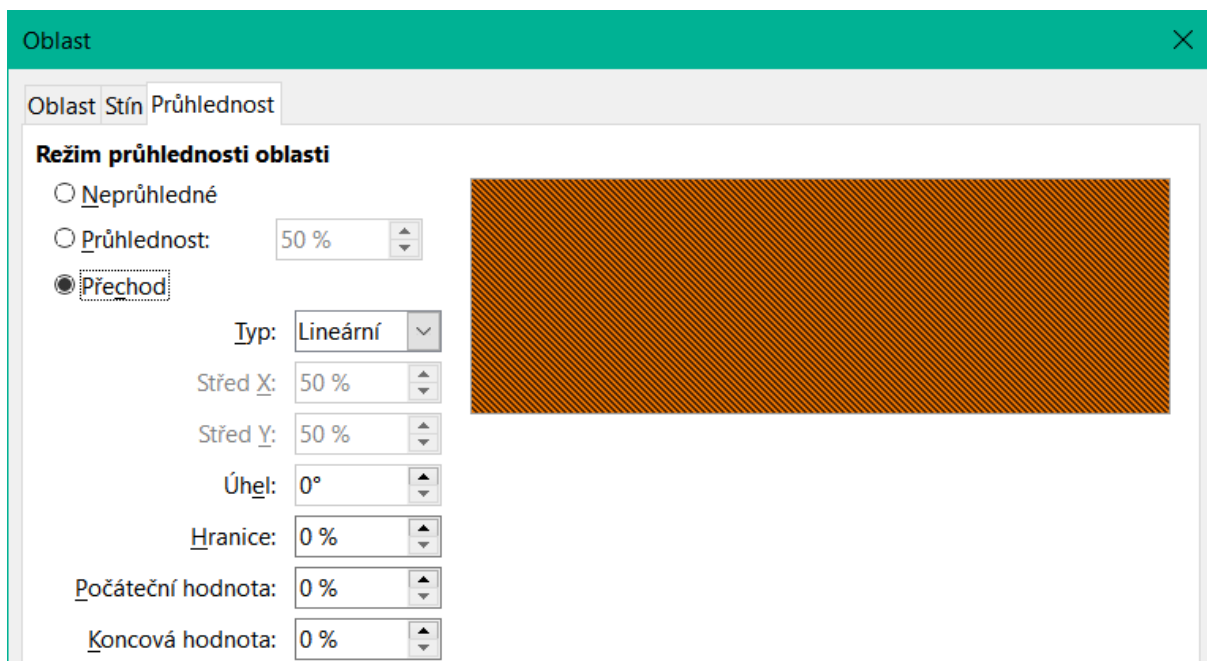 Oblast
Oblast Stín Průhlednost
Režim průhlednosti oblasti
Neprůhledné
Průhlednost: 50 %
Přechod
Typ: Lineární
Střed X: 50 %
Střed Y: 50 %
Úhel: 0°
Hranice: 0 %
Počáteční hodnota: 0 %
Koncová hodnota: 0 %